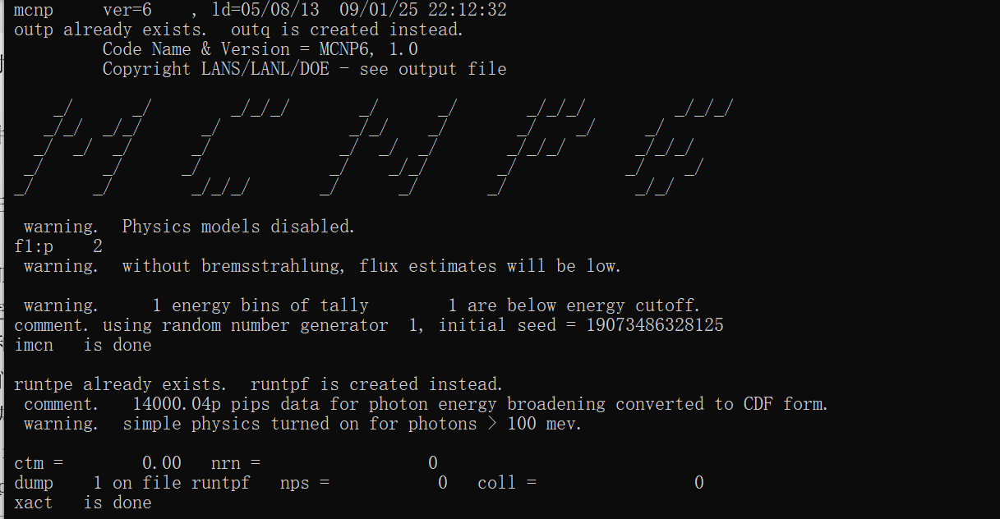 mcnp     ver=6    , ld=05/08/13  09/01/25 22:12:32
outp already exists.  outq is created instead.
         Code Name & Version = MCNP6, 1.0
         Copyright LANS/LANL/DOE - see output file
    _/      _/        _/_/_/       _/      _/       _/_/_/         _/_/_/
   _/_/  _/_/      _/             _/_/    _/       _/    _/     _/
  _/  _/  _/      _/             _/  _/  _/       _/_/_/       _/_/_/
 _/      _/      _/             _/    _/_/       _/           _/    _/
_/      _/        _/_/_/       _/      _/       _/             _/_/
 warning.  Physics models disabled.
f1:p    2
 warning.  without bremsstrahlung, flux estimates will be low.
 warning.     1 energy bins of tally        1 are below energy cutoff.
comment. using random number generator  1, initial seed = 19073486328125
imcn   is done
runtpe already exists.  runtpf is created instead.
 comment.   14000.04p pips data for photon energy broadening converted to CDF form.
 warning.  simple physics turned on for photons > 100 mev.
ctm =        0.00   nrn =                 0
dump    1 on file runtpf   nps =           0   coll =                0
xact   is done